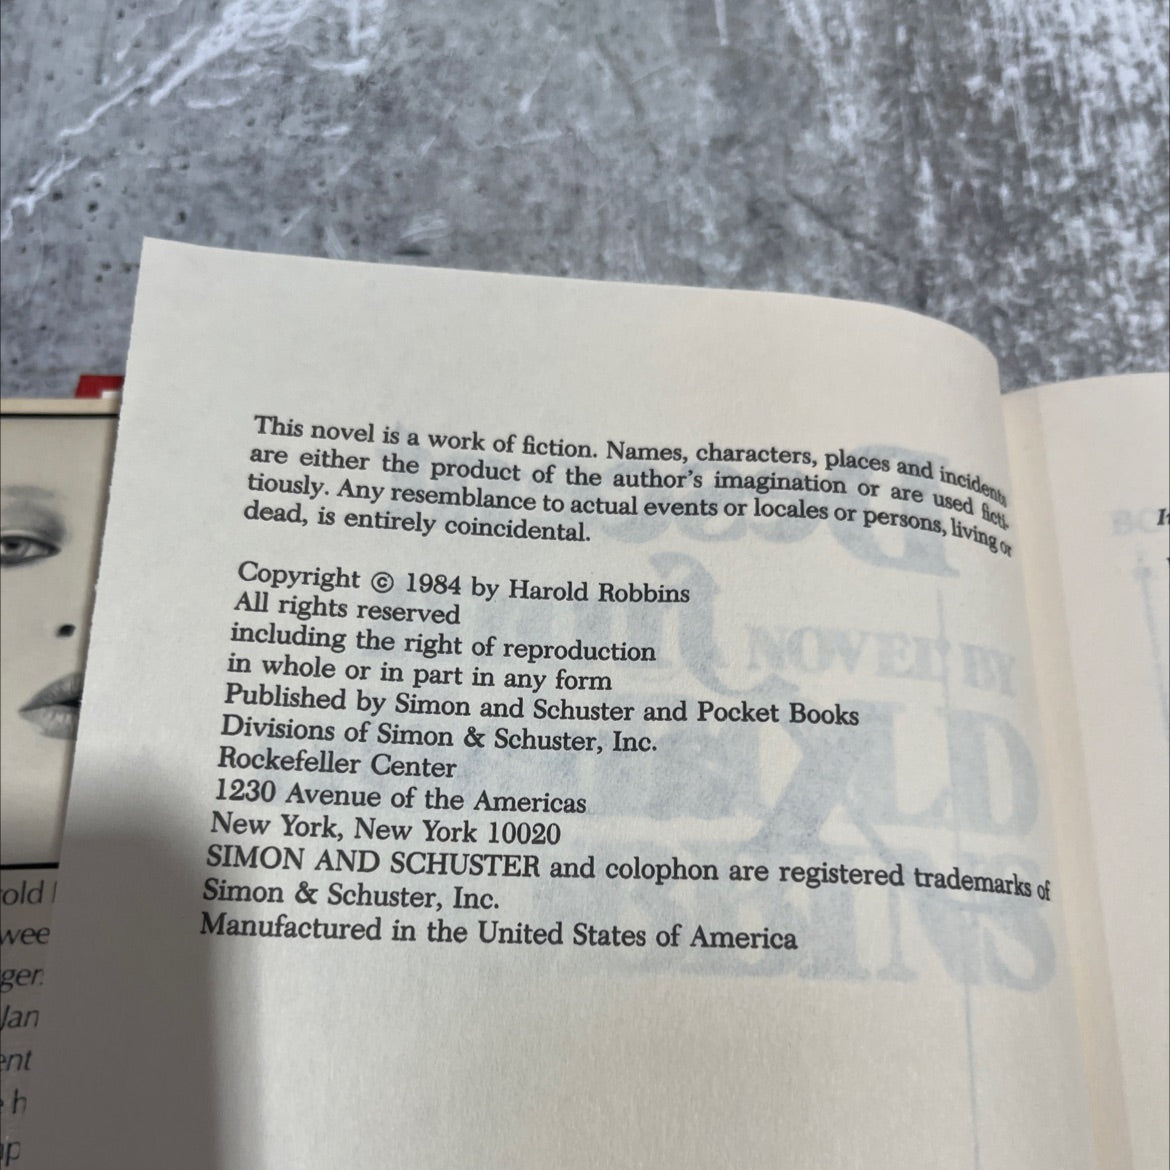 This novel is a work of fiction. Names, characters, places and incidents
are either the product of the author's imagination or are used ficti-
tiously. Any resemblance to actual events or locales or persons, living or
dead, is entirely coincidental.
Copyright © 1984 by Harold Robbins
All rights reserved
including the right of reproduction
in whole or in part in any form
Published by Simon and Schuster and Pocket Books
Divisions of Simon & Schuster, Inc.
Rockefeller Center
1230 Avenue of the Americas
New York, New York 10020
SIMON AND SCHUSTER and colophon are registered trademarks of
Simon & Schuster, Inc.
Manufactured in the United States of America